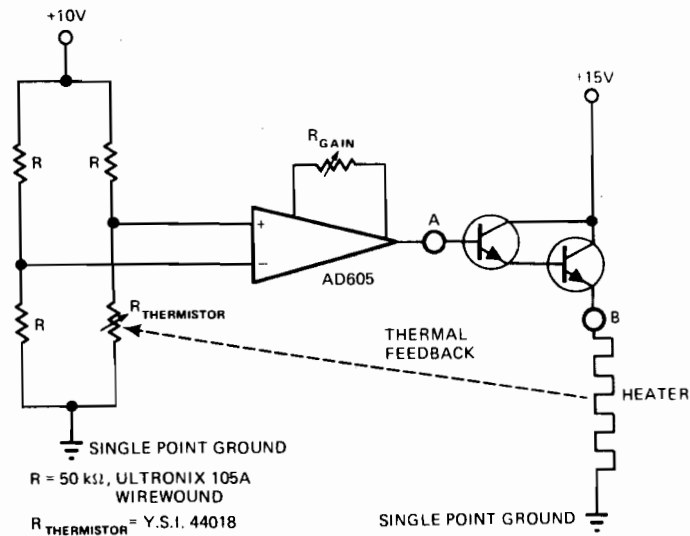 +10V
+15V
R
R
R GAIN
A
+
−
AD605
R
R THERMISTOR
B
THERMAL
FEEDBACK
HEATER
SINGLE POINT GROUND
R = 50 kΩ, ULTRONIX 105A
WIREWOUND
R THERMISTOR = Y.S.I. 44018
SINGLE POINT GROUND